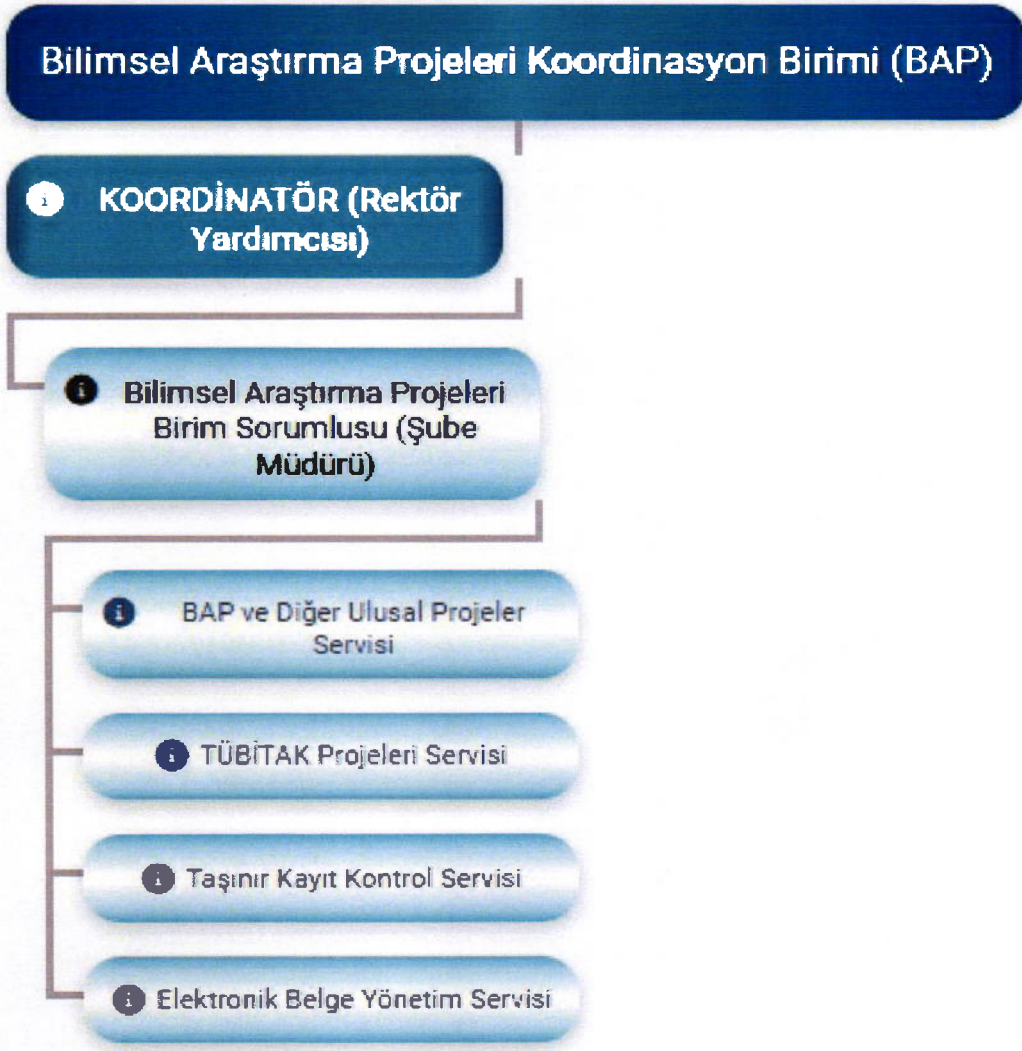 Bilimsel Araştırma Projeleri Koordinasyon Birimi (BAP)
KOORDİNATÖR (Rektör
Yardımcısı)
Bilimsel Araştırma Projeleri
Birim Sorumlusu (Şube
Müdürü)
BAP ve Diğer Ulusal Projeler
Servisi
TÜBİTAK Projeleri Servisi
Taşınır Kayıt Kontrol Servisi
Elektronik Belge Yönetim Servisi